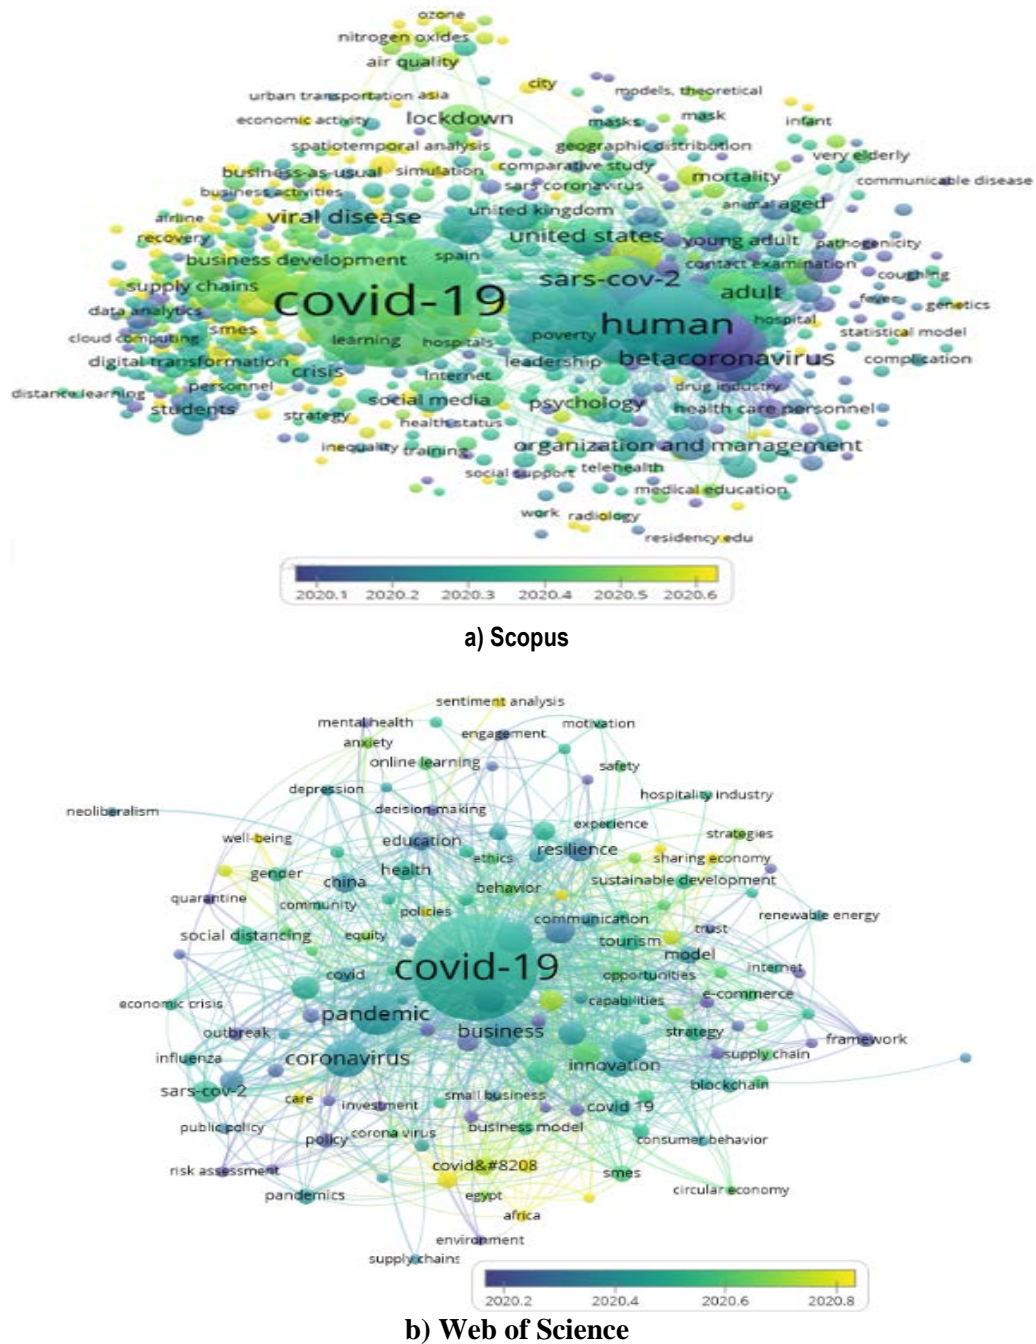 ozone
nitrogen oxides
air quality
city
urban transportation asia
models, theoretical
economic activity
lockdown
masks
mask
infant
spatiotemporal analysis
geographic distribution
business-as-usual
simulation
comparative study
very elderly
mortality
communicable disease
business activities
sars coronavirus
airline
viral disease
united kingdom
animal
aged
recovery
united states
young adult
pathogenicity
business development
spain
contact examination
supply chains
sars-cov-2
adult
coughing
data analytics
covid-19
fever
genetics
smes
human
hospital
cloud computing
learning
hospitals
poverty
statistical model
digital transformation
crisis
leadership
betacoronavirus
complication
distance learning
personnel
internet
drug industry
students
strategy
social media
psychology
health care personnel
health status
inequality
training
organization and management
social support
telehealth
medical education
work
radiology
residency edu
2020.1 2020.2 2020.3 2020.4 2020.5 2020.6
a) Scopus
sentiment analysis
mental health
motivation
anxiety
engagement
online learning
safety
depression
hospitality industry
neoliberalism
decision-making
well-being
education
experience
strategies
ethics
resilience
sharing economy
gender
china
health
behavior
sustainable development
quarantine
community
policies
communication
renewable energy
social distancing
equity
tourism
trust
model
covid
covid-19
opportunities
internet
economic crisis
capabilities
e-commerce
pandemic
outbreak
business
strategy
framework
influenza
coronavirus
innovation
supply chain
sars-cov-2
blockchain
care
investment
small business
covid 19
public policy
policy
corona virus
business model
consumer behavior
risk assessment
covid&#8208
smes
pandemics
egypt
circular economy
africa
environment
supply chains
2020.2 2020.4 2020.6 2020.8
b) Web of Science